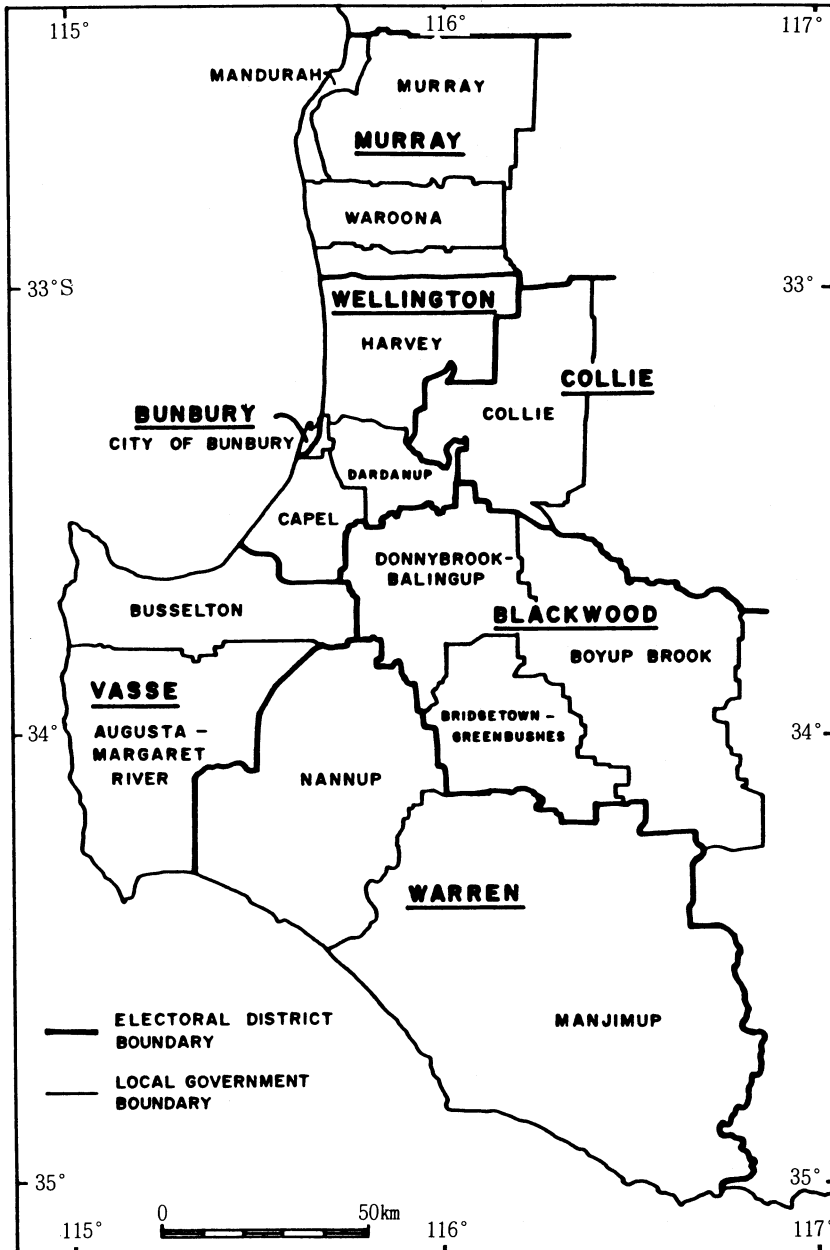 115°
116°
117°
MANDURAH
MURRAY
MURRAY
WAROONA
33°S
33°
WELLINGTON
HARVEY
COLLIE
COLLIE
BUNBURY
CITY OF BUNBURY
DARDANUP
CAPEL
DONNYBROOK-
BALINGUP
BUSSELTON
BLACKWOOD
BOYUP BROOK
VASSE
AUGUSTA –
MARGARET
RIVER
BRIDGETOWN –
GREENBUSHES
34°
34°
NANNUP
WARREN
MANJIMUP
ELECTORAL DISTRICT
BOUNDARY
LOCAL GOVERNMENT
BOUNDARY
35°
35°
0
50km
115°
116°
117°